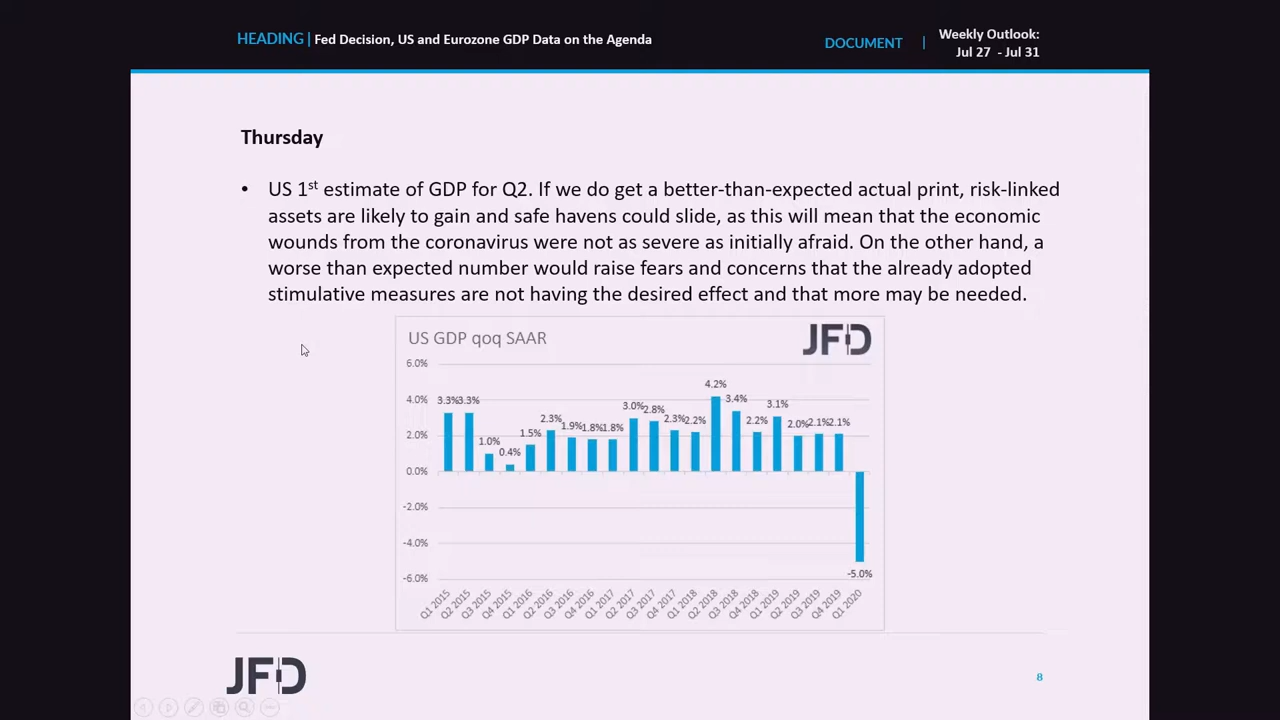 HEADING | Fed Decision, US and Eurozone GDP Data on the Agenda
DOCUMENT | Weekly Outlook:
Jul 27 - Jul 31
Thursday
• US 1st estimate of GDP for Q2. If we do get a better-than-expected actual print, risk-linked
assets are likely to gain and safe havens could slide, as this will mean that the economic
wounds from the coronavirus were not as severe as initially afraid. On the other hand, a
worse than expected number would raise fears and concerns that the already adopted
stimulative measures are not having the desired effect and that more may be needed.
US GDP qoq SAAR
JFD
6.0%
4.0%
2.0%
0.0%
-2.0%
-4.0%
-6.0%
3.3% 3.3% 1.0% 0.4% 1.5% 2.3% 1.9% 1.8% 1.8% 3.0% 2.8% 2.3% 2.2% 4.2% 3.4% 2.2% 3.1% 2.0% 2.1% 2.1% -5.0%
Q1 2015 Q2 2015 Q3 2015 Q4 2015 Q1 2016 Q2 2016 Q3 2016 Q4 2016 Q1 2017 Q2 2017 Q3 2017 Q4 2017 Q1 2018 Q2 2018 Q3 2018 Q4 2018 Q1 2019 Q2 2019 Q3 2019 Q4 2019 Q1 2020
JFD
8